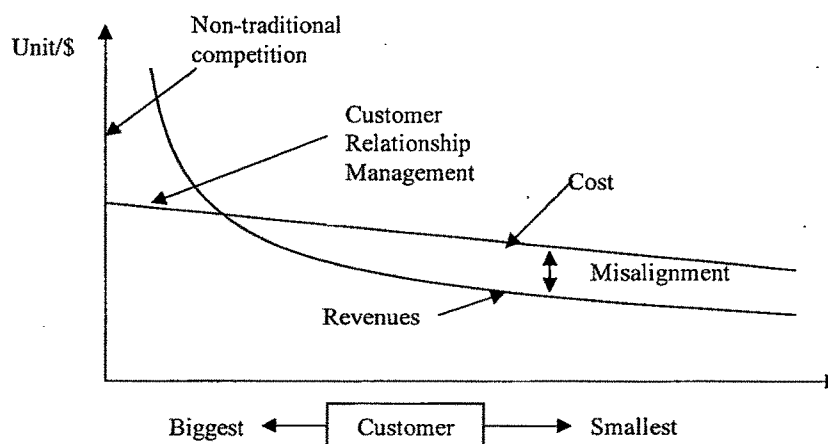 Unit/$
Non-traditional
competition
Customer
Relationship
Management
Cost
Misalignment
Revenues
Biggest
Customer
Smallest